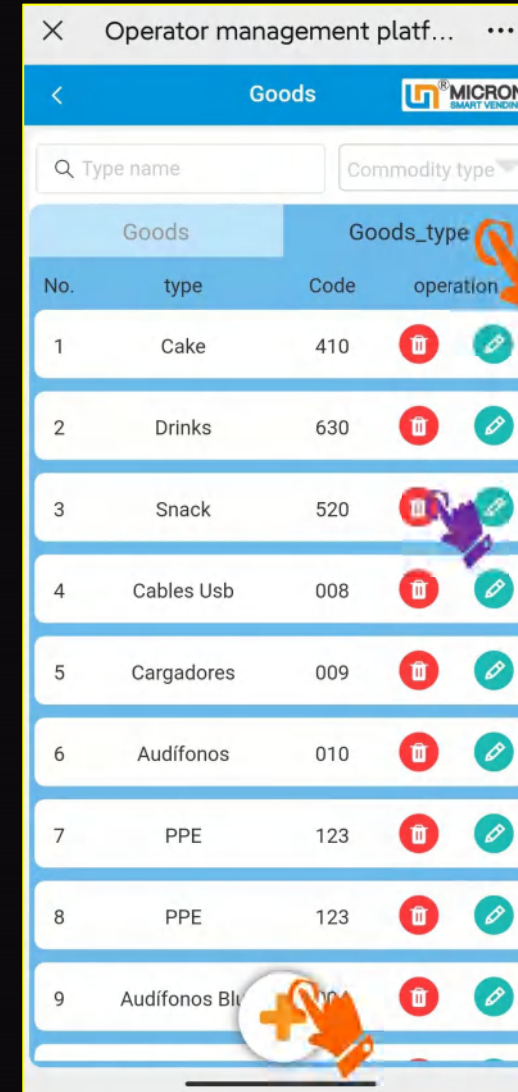 Operator management platf...
Goods
MICRON
SMART VENDING
Type name
Commodity type
Goods Goods_type
No. type Code operation
1 Cake 410
2 Drinks 630
3 Snack 520
4 Cables Usb 008
5 Cargadores 009
6 Audífonos 010
7 PPE 123
8 PPE 123
9 Audífonos